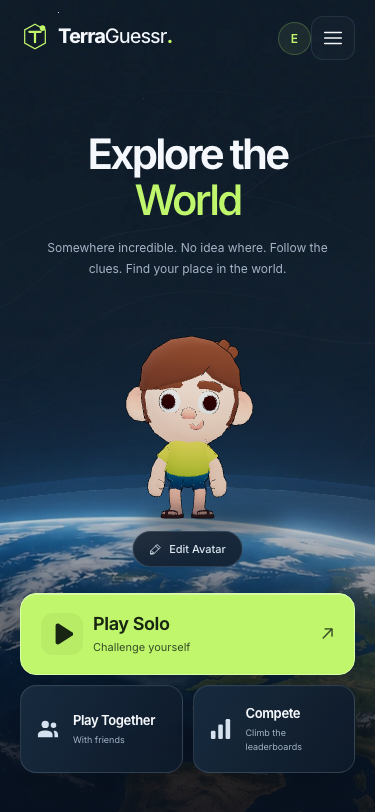 TerraGuessr.
E
Explore the
World
Somewhere incredible. No idea where. Follow the
clues. Find your place in the world.
Edit Avatar
Play Solo
Challenge yourself
Play Together
With friends
Compete
Climb the
leaderboards